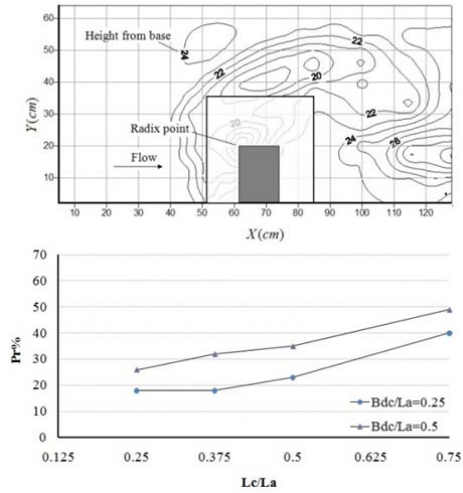 60
50
40
30
20
10
Y(cm)
Height from base
Radix point
Flow
24
22
22
20
22
24
26
20
10 20 30 40 50 60 70 80 90 100 110 120
X(cm)
70
60
50
40
30
20
10
0
Pr%
Bdc/La=0.25
Bdc/La=0.5
0.125 0.25 0.375 0.5 0.625 0.75
Lc/La